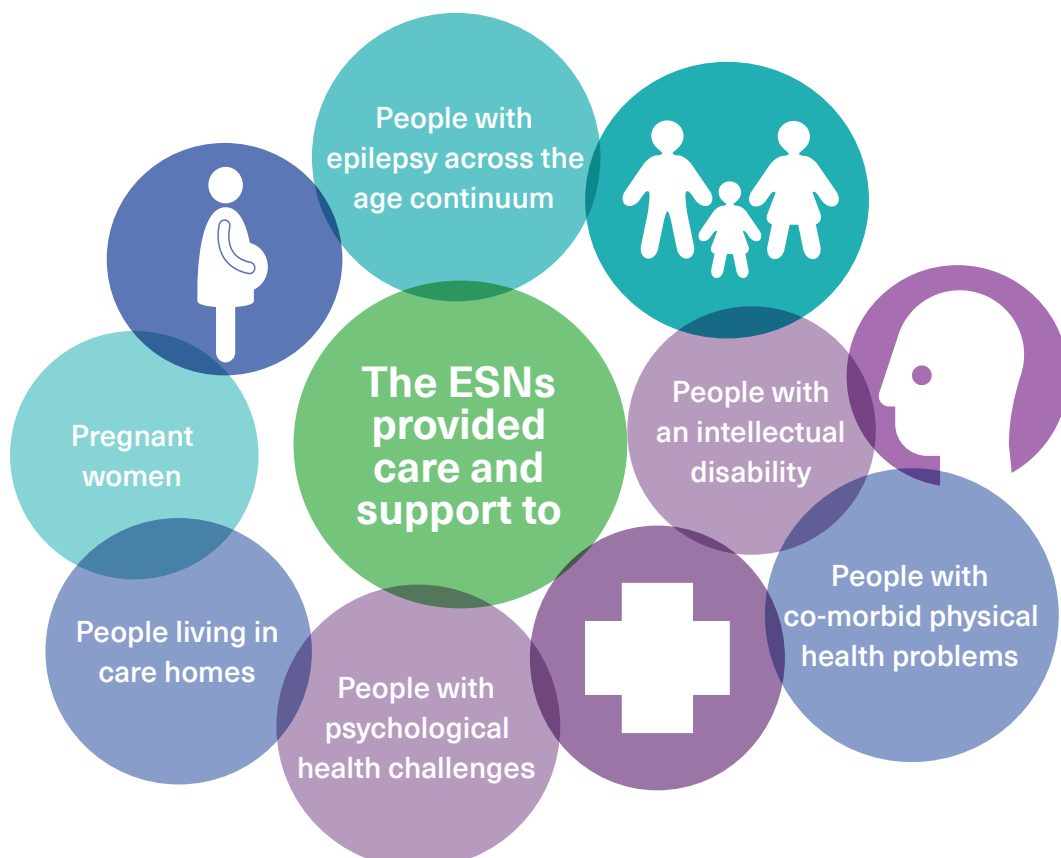 People with
epilepsy across the
age continuum
The ESNs
provided
care and
support to
People with
an intellectual
disability
Pregnant
women
People with
co-morbid physical
health problems
People living in
care homes
People with
psychological
health challenges